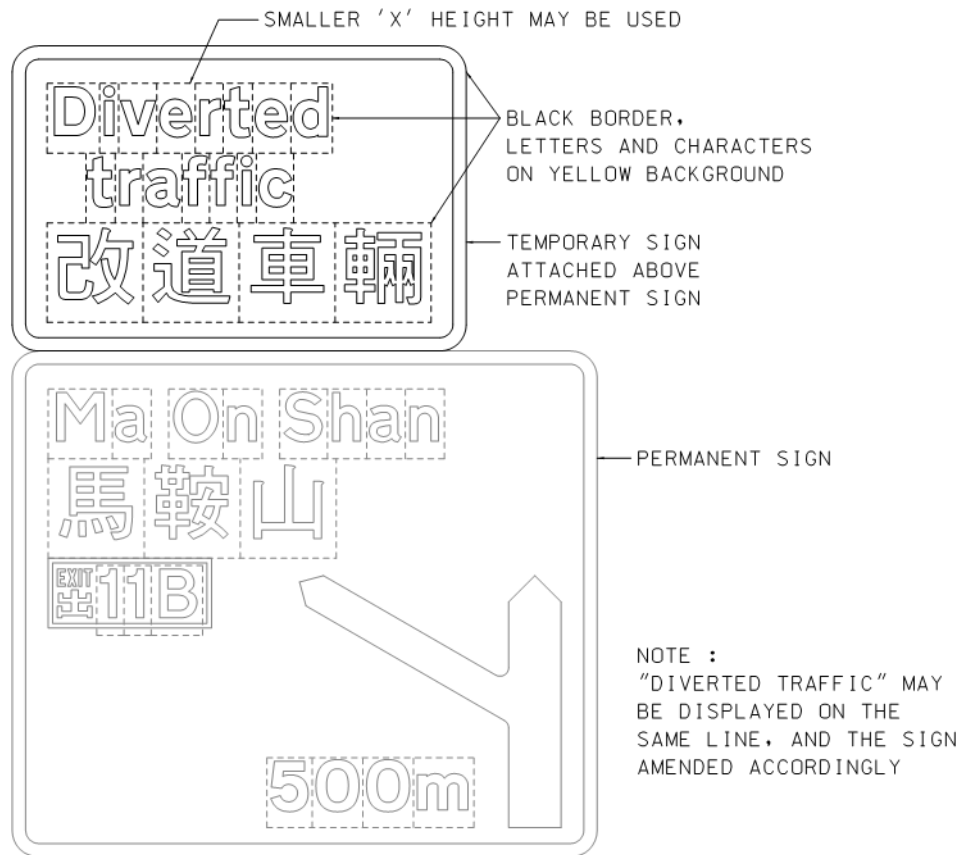 SMALLER 'X' HEIGHT MAY BE USED
Diverted
traffic
改道車輛
BLACK BORDER,
LETTERS AND CHARACTERS
ON YELLOW BACKGROUND
TEMPORARY SIGN
ATTACHED ABOVE
PERMANENT SIGN
Ma On Shan
馬鞍山
EXIT
出
11B
500m
PERMANENT SIGN
NOTE :
"DIVERTED TRAFFIC" MAY
BE DISPLAYED ON THE
SAME LINE, AND THE SIGN
AMENDED ACCORDINGLY